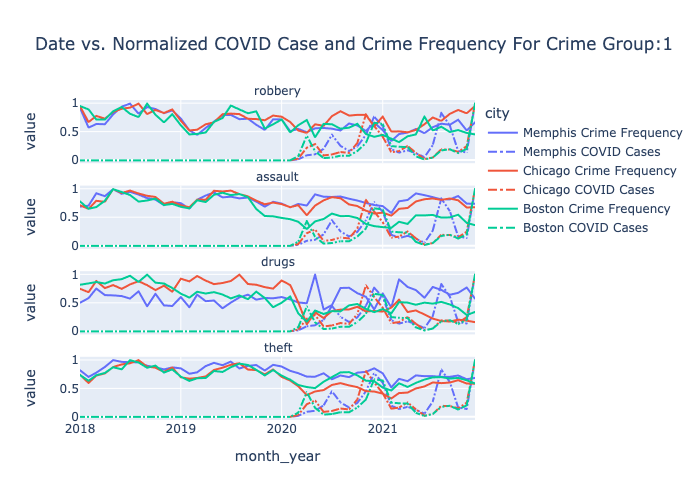 Date vs. Normalized COVID Case and Crime Frequency For Crime Group:1
robbery
1
0.5
0
value
assault
1
0.5
0
value
drugs
1
0.5
0
value
theft
1
0.5
0
value
2018 2019 2020 2021
month_year
city
Memphis Crime Frequency
Memphis COVID Cases
Chicago Crime Frequency
Chicago COVID Cases
Boston Crime Frequency
Boston COVID Cases